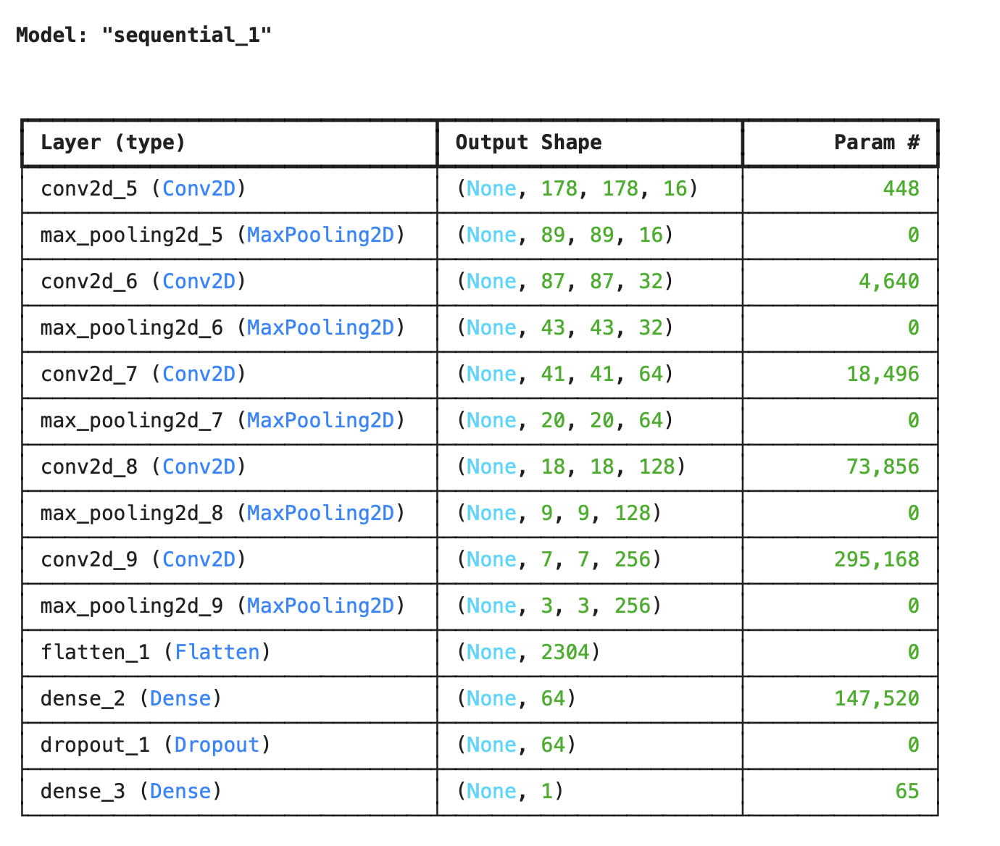 Model: "sequential_1"
Layer (type) Output Shape Param #
conv2d_5 (Conv2D) (None, 178, 178, 16) 448
max_pooling2d_5 (MaxPooling2D) (None, 89, 89, 16) 0
conv2d_6 (Conv2D) (None, 87, 87, 32) 4,640
max_pooling2d_6 (MaxPooling2D) (None, 43, 43, 32) 0
conv2d_7 (Conv2D) (None, 41, 41, 64) 18,496
max_pooling2d_7 (MaxPooling2D) (None, 20, 20, 64) 0
conv2d_8 (Conv2D) (None, 18, 18, 128) 73,856
max_pooling2d_8 (MaxPooling2D) (None, 9, 9, 128) 0
conv2d_9 (Conv2D) (None, 7, 7, 256) 295,168
max_pooling2d_9 (MaxPooling2D) (None, 3, 3, 256) 0
flatten_1 (Flatten) (None, 2304) 0
dense_2 (Dense) (None, 64) 147,520
dropout_1 (Dropout) (None, 64) 0
dense_3 (Dense) (None, 1) 65